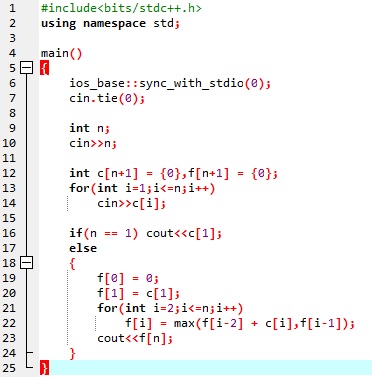 1 #include<bits/stdc++.h>
2 using namespace std;
3
4 main()
5 {
6 ios_base::sync_with_stdio(0);
7 cin.tie(0);
8
9 int n;
10 cin>>n;
11
12 int c[n+1] = {0},f[n+1] = {0};
13 for(int i=1;i<=n;i++)
14 cin>>c[i];
15
16 if(n == 1) cout<<c[1];
17 else
18 {
19 f[0] = 0;
20 f[1] = c[1];
21 for(int i=2;i<=n;i++)
22 f[i] = max(f[i-2] + c[i],f[i-1]);
23 cout<<f[n];
24 }
25 }